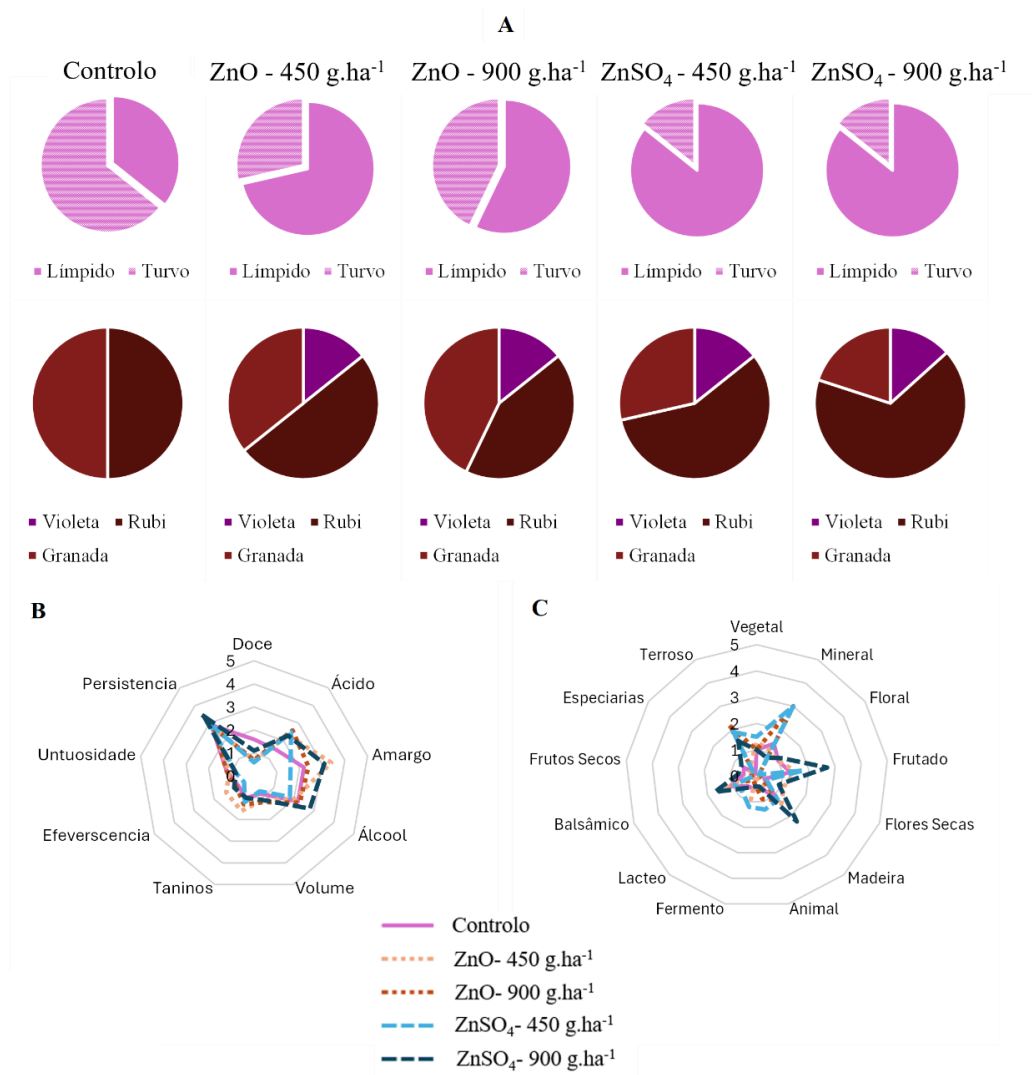 A
Controlo
ZnO - 450 g.ha⁻¹
ZnO - 900 g.ha⁻¹
ZnSO₄ - 450 g.ha⁻¹
ZnSO₄ - 900 g.ha⁻¹
Límpido Turvo
Límpido Turvo
Límpido Turvo
Límpido Turvo
Límpido Turvo
Violeta Rubi
Granada
Violeta Rubi
Granada
Violeta Rubi
Granada
Violeta Rubi
Granada
Violeta Rubi
Granada
B
Doce
Ácido
Amargo
Álcool
Volume
Taninos
Efeverscencia
Untuosidade
Persistencia
5
4
3
2
1
0
C
Vegetal
Mineral
Floral
Frutado
Flores Secas
Madeira
Animal
Fermento
Lacteo
Balsâmico
Frutos Secos
Especiarias
Terroso
5
4
3
2
1
0
Controlo
ZnO- 450 g.ha⁻¹
ZnO- 900 g.ha⁻¹
ZnSO₄- 450 g.ha⁻¹
ZnSO₄- 900 g.ha⁻¹